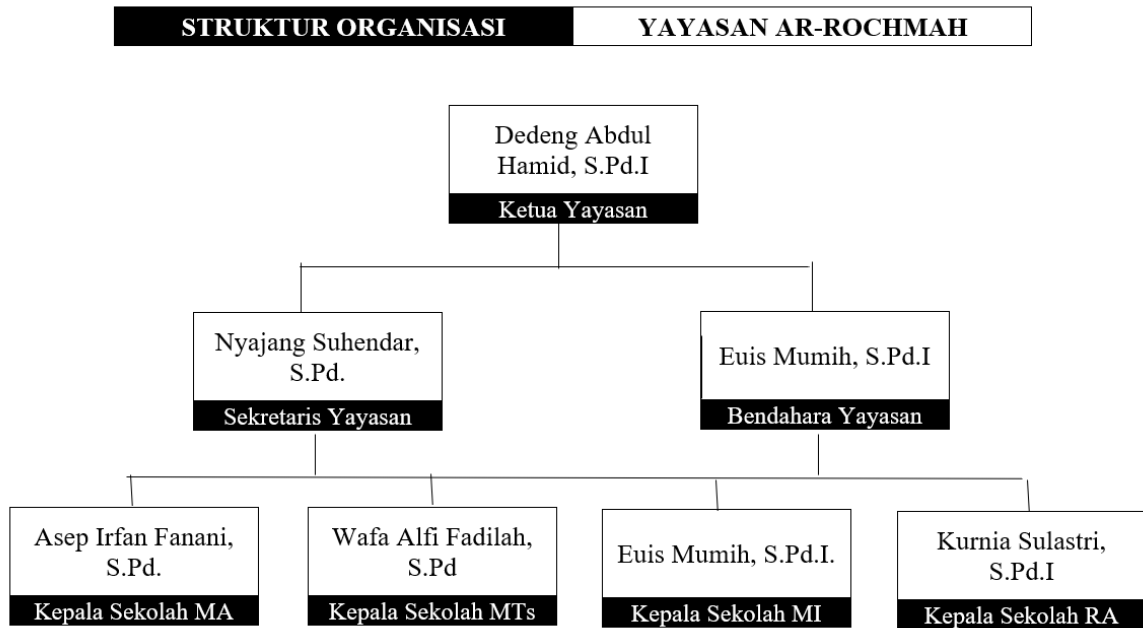 STRUKTUR ORGANISASI YAYASAN AR-ROCHMAH
Dedeng Abdul
Hamid, S.Pd.I
Ketua Yayasan
Nyajang Suhendar,
S.Pd.
Sekretaris Yayasan
Euis Mumih, S.Pd.I
Bendahara Yayasan
Asep Irfan Fanani,
S.Pd.
Kepala Sekolah MA
Wafa Alfi Fadilah,
S.Pd
Kepala Sekolah MTs
Euis Mumih, S.Pd.I.
Kepala Sekolah MI
Kurnia Sulastri,
S.Pd.I
Kepala Sekolah RA